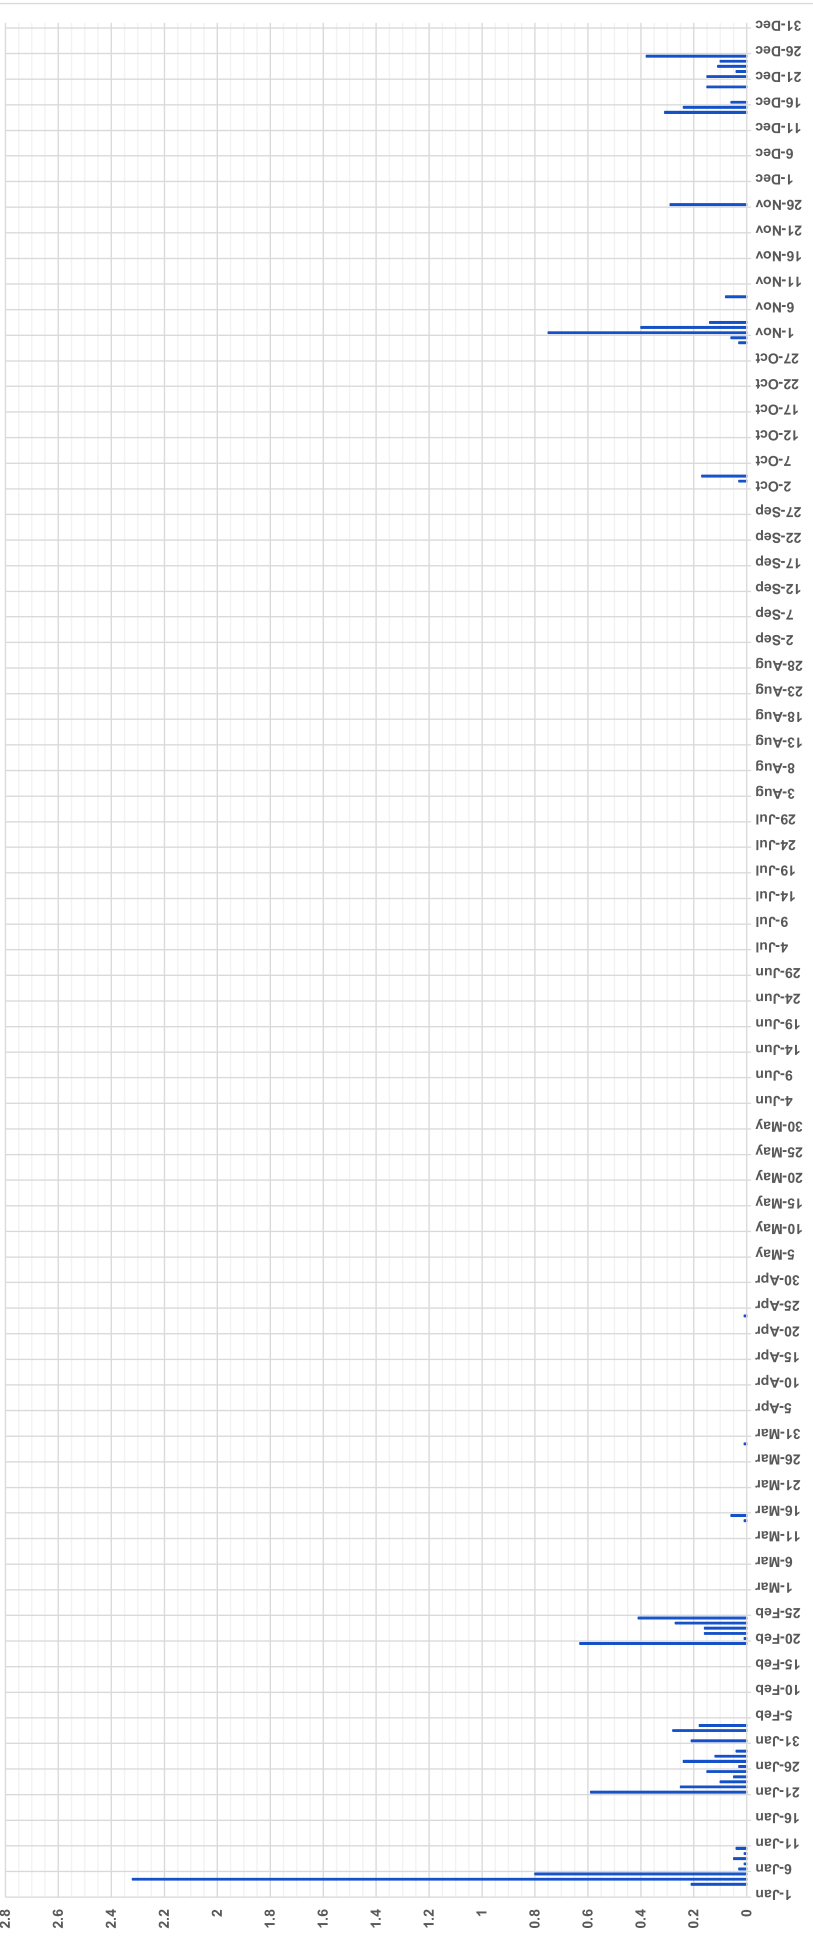 31-Dec
26-Dec
21-Dec
16-Dec
11-Dec
6-Dec
1-Dec
26-Nov
21-Nov
16-Nov
11-Nov
6-Nov
1-Nov
27-Oct
22-Oct
17-Oct
12-Oct
7-Oct
2-Oct
27-Sep
22-Sep
17-Sep
12-Sep
7-Sep
2-Sep
28-Aug
23-Aug
18-Aug
13-Aug
8-Aug
3-Aug
29-Jul
24-Jul
19-Jul
14-Jul
9-Jul
4-Jul
29-Jun
24-Jun
19-Jun
14-Jun
9-Jun
4-Jun
30-May
25-May
20-May
15-May
10-May
5-May
30-Apr
25-Apr
20-Apr
15-Apr
10-Apr
5-Apr
31-Mar
26-Mar
21-Mar
16-Mar
11-Mar
6-Mar
1-Mar
25-Feb
20-Feb
15-Feb
10-Feb
5-Feb
31-Jan
26-Jan
21-Jan
16-Jan
11-Jan
6-Jan
1-Jan
2.8
2.6
2.4
2.2
2
1.8
1.6
1.4
1.2
1
0.8
0.6
0.4
0.2
0